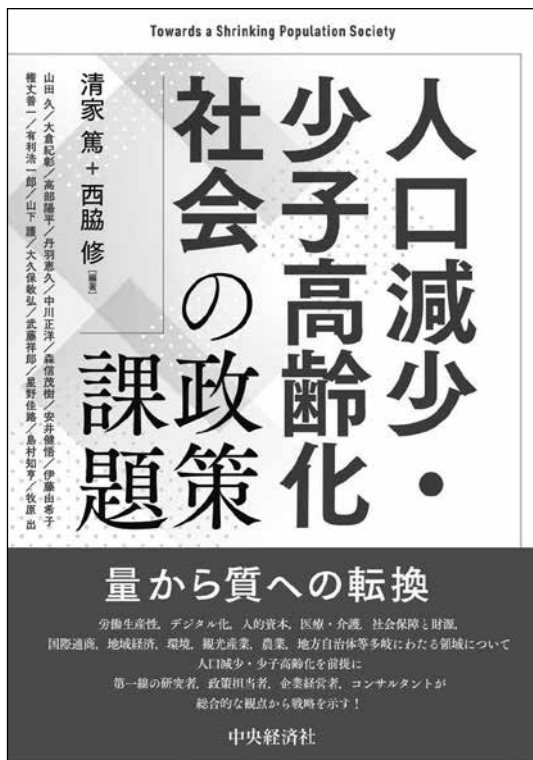 Towards a Shrinking Population Society
人口減少・
少子高齢化
社会の政策
課題
清家 篤＋西脇 修［編著］
山田 久／大倉紀彰／高部陽平／丹羽恵久／中川正洋／森信茂樹／安井健悟／伊藤由希子
権丈善一／有利浩一郎／山下 護／大久保敏弘／武藤祥郎／星野佳路／島村知亨／牧原 出
量から質への転換
労働生産性，デジタル化，人的資本，医療・介護，社会保障と財源，
国際通商，地域経済，環境，観光産業，農業，地方自治体等多岐にわたる領域について
人口減少・少子高齢化を前提に
第一線の研究者，政策担当者，企業経営者，コンサルタントが
総合的な観点から戦略を示す！
中央経済社